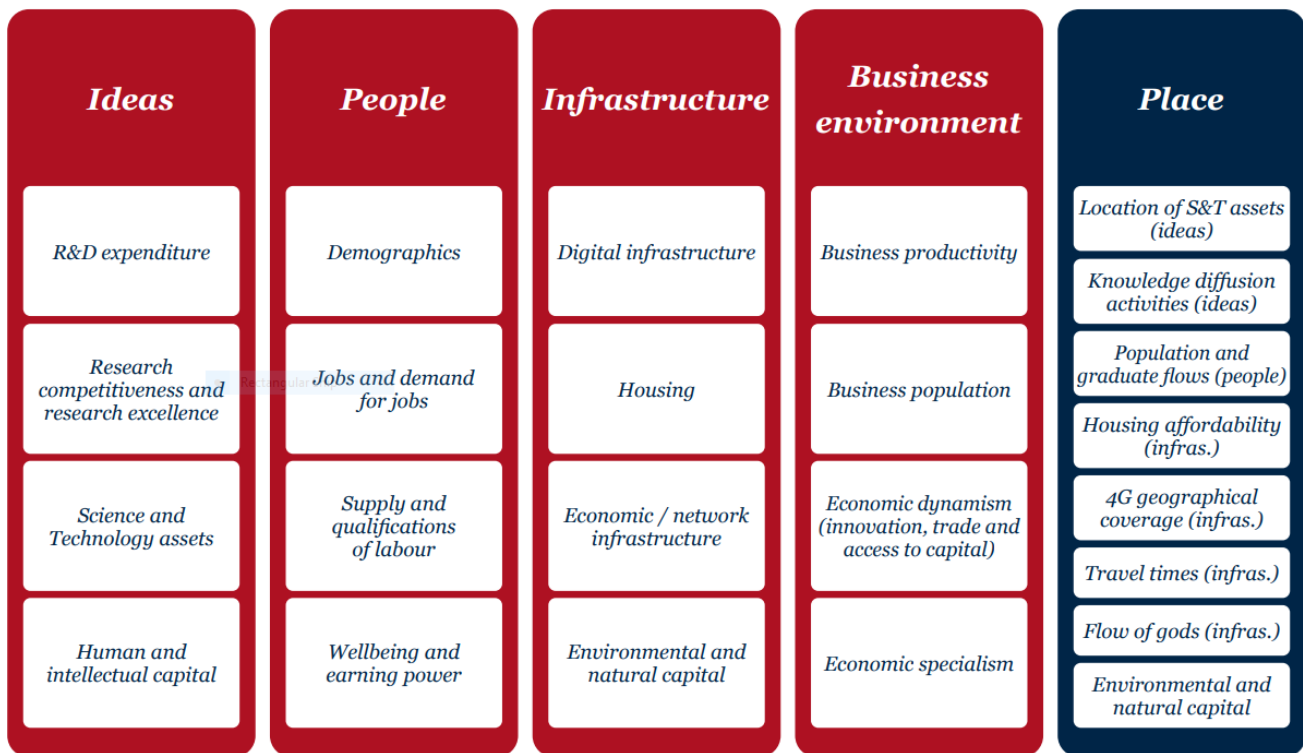 Ideas
R&D expenditure
Research
competitiveness and
research excellence
Science and
Technology assets
Human and
intellectual capital
People
Demographics
Rectangular
Jobs and demand
for jobs
Supply and
qualifications
of labour
Wellbeing and
earning power
Infrastructure
Digital infrastructure
Housing
Economic / network
infrastructure
Environmental and
natural capital
Business
environment
Business productivity
Business population
Economic dynamism
(innovation, trade and
access to capital)
Economic specialism
Place
Location of S&T assets
(ideas)
Knowledge diffusion
activities (ideas)
Population and
graduate flows (people)
Housing affordability
(infras.)
4G geographical
coverage (infras.)
Travel times (infras.)
Flow of gods (infras.)
Environmental and
natural capital